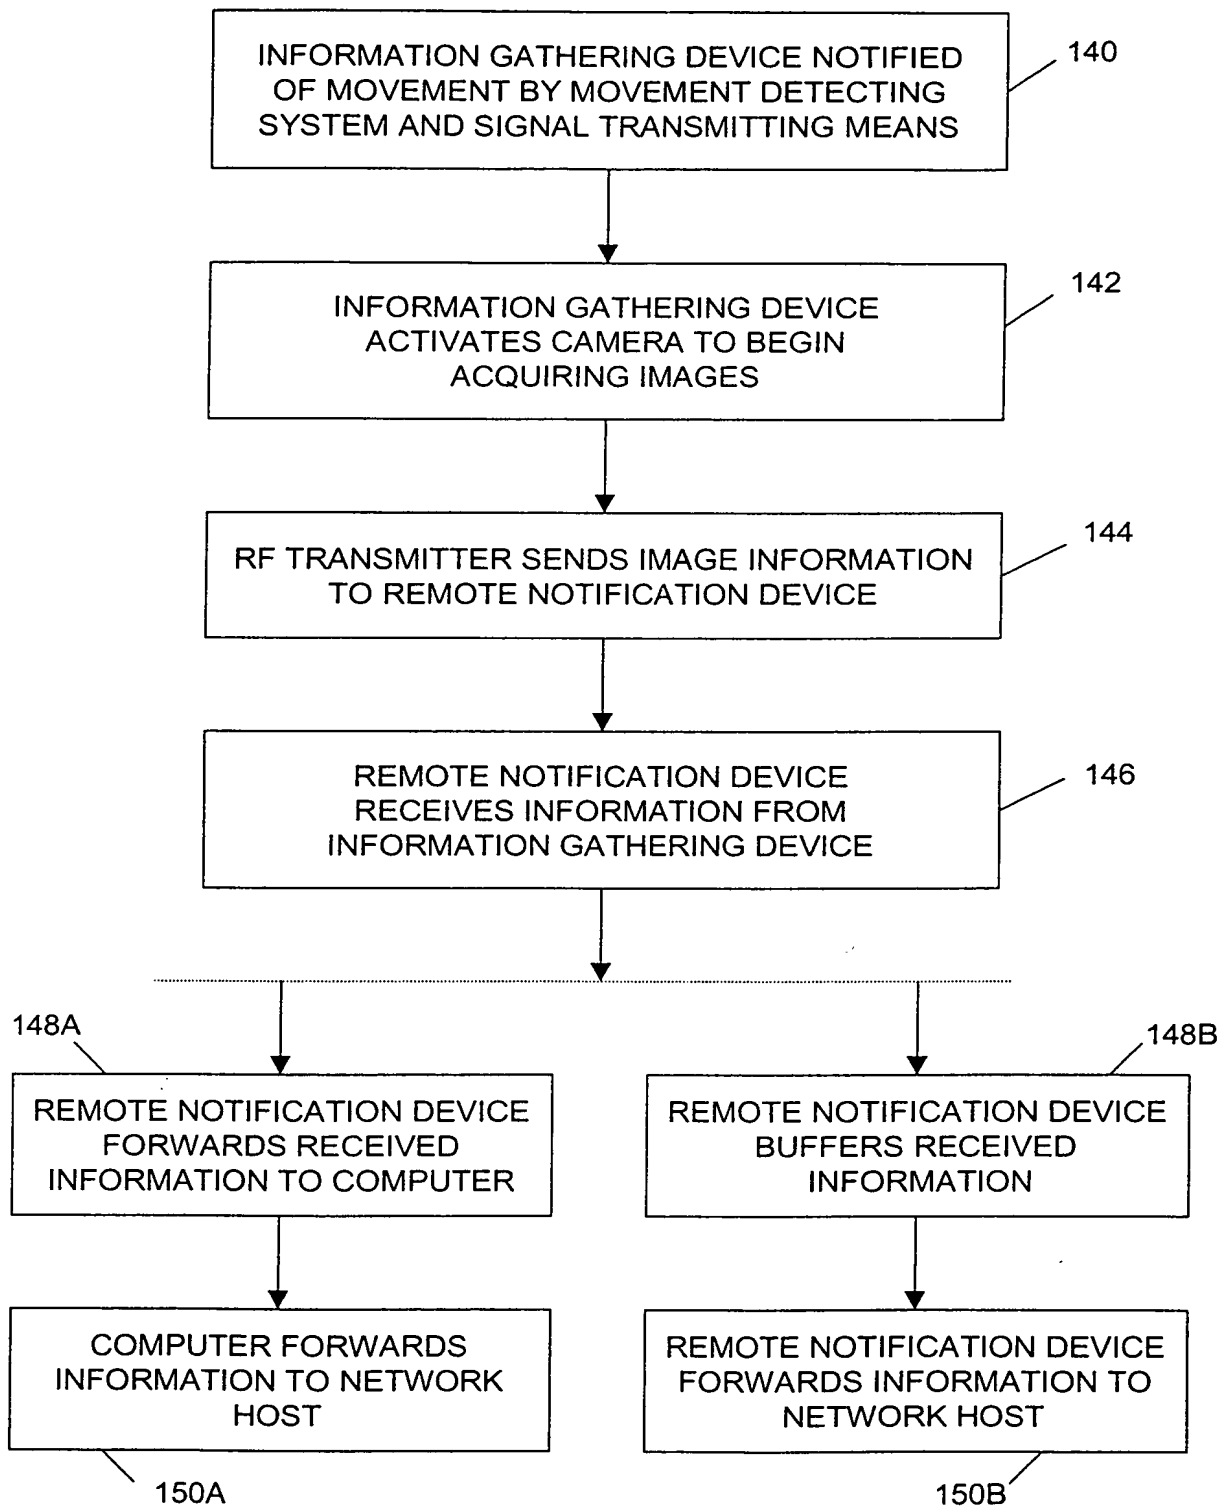 INFORMATION GATHERING DEVICE NOTIFIED
OF MOVEMENT BY MOVEMENT DETECTING
SYSTEM AND SIGNAL TRANSMITTING MEANS
140
INFORMATION GATHERING DEVICE
ACTIVATES CAMERA TO BEGIN
ACQUIRING IMAGES
142
RF TRANSMITTER SENDS IMAGE INFORMATION
TO REMOTE NOTIFICATION DEVICE
144
REMOTE NOTIFICATION DEVICE
RECEIVES INFORMATION FROM
INFORMATION GATHERING DEVICE
146
148A
REMOTE NOTIFICATION DEVICE
FORWARDS RECEIVED
INFORMATION TO COMPUTER
148B
REMOTE NOTIFICATION DEVICE
BUFFERS RECEIVED
INFORMATION
COMPUTER FORWARDS
INFORMATION TO NETWORK
HOST
150A
REMOTE NOTIFICATION DEVICE
FORWARDS INFORMATION TO
NETWORK HOST
150B